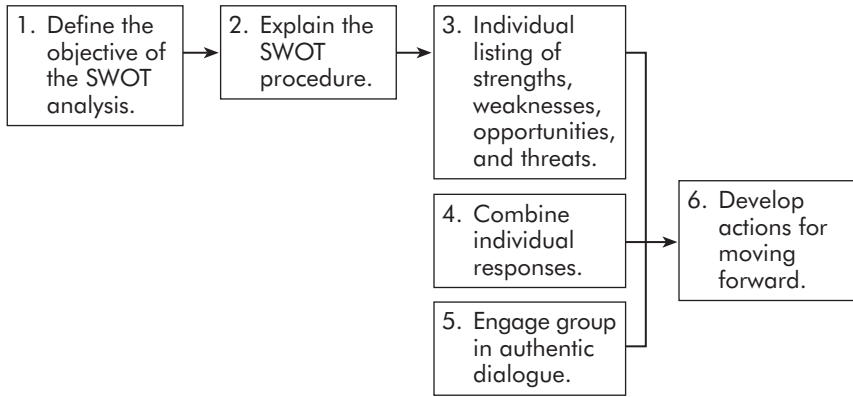 1. Define the
objective of
the SWOT
analysis.
2. Explain the
SWOT
procedure.
3. Individual
listing of
strengths,
weaknesses,
opportunities,
and threats.
4. Combine
individual
responses.
5. Engage group
in authentic
dialogue.
6. Develop
actions for
moving
forward.